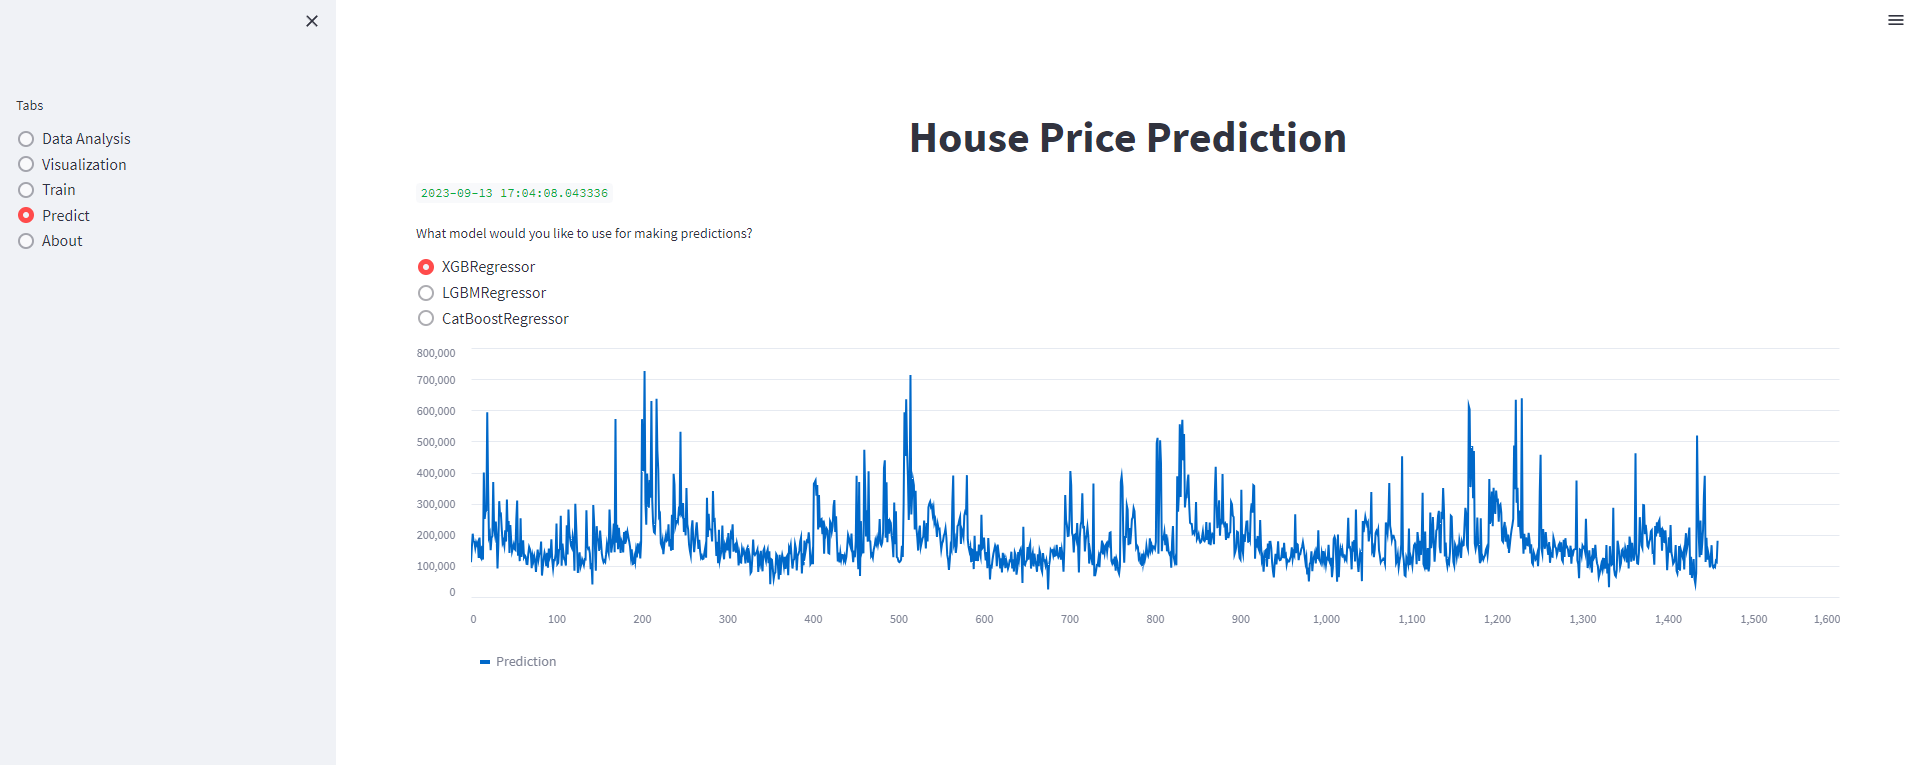 Tabs
Data Analysis
Visualization
Train
Predict
About
House Price Prediction
2023-09-13 17:04:08.043336
What model would you like to use for making predictions?
XGBRegressor
LGBMRegressor
CatBoostRegressor
800,000
700,000
600,000
500,000
400,000
300,000
200,000
100,000
0
0 100 200 300 400 500 600 700 800 900 1,000 1,100 1,200 1,300 1,400 1,500 1,600
Prediction